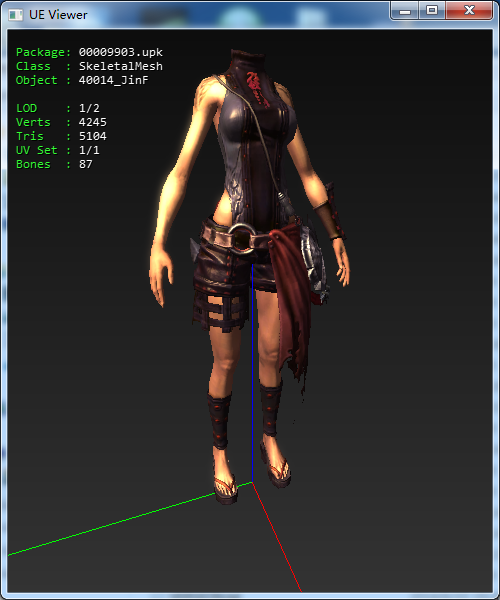 UE Viewer
Package: 00009903.upk
Class : SkeletalMesh
Object : 40014_JinF
LOD : 1/2
Verts : 4245
Tris : 5104
UV Set : 1/1
Bones : 87